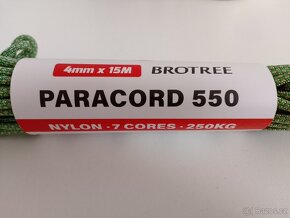 4mm x 15M BROTREE
PARACORD 550
NYLON · 7 CORES · 250KG